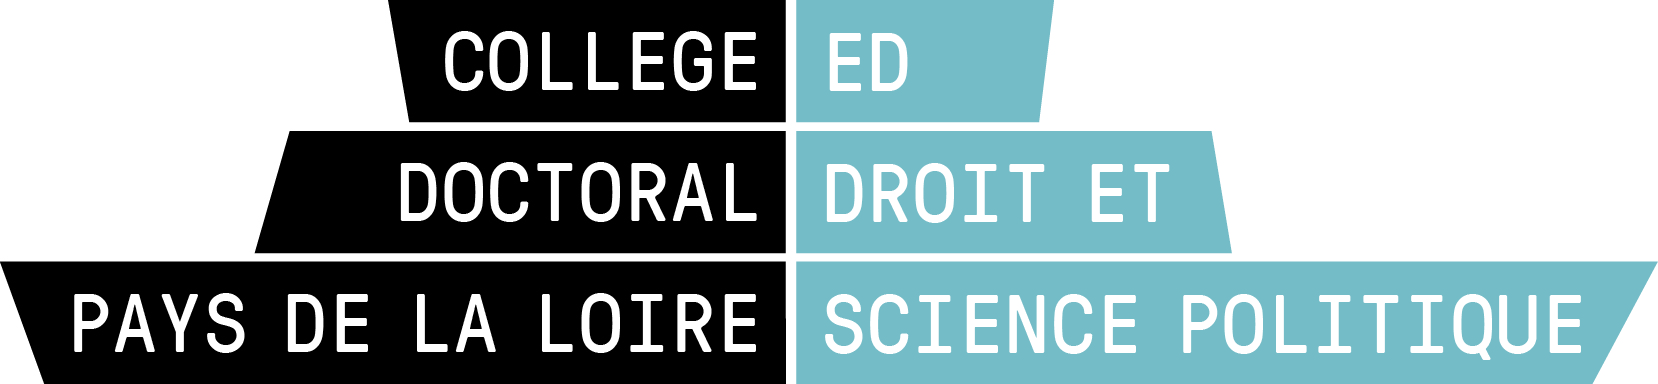 COLLEGE
DOCTORAL
PAYS DE LA LOIRE
ED
DROIT ET
SCIENCE POLITIQUE